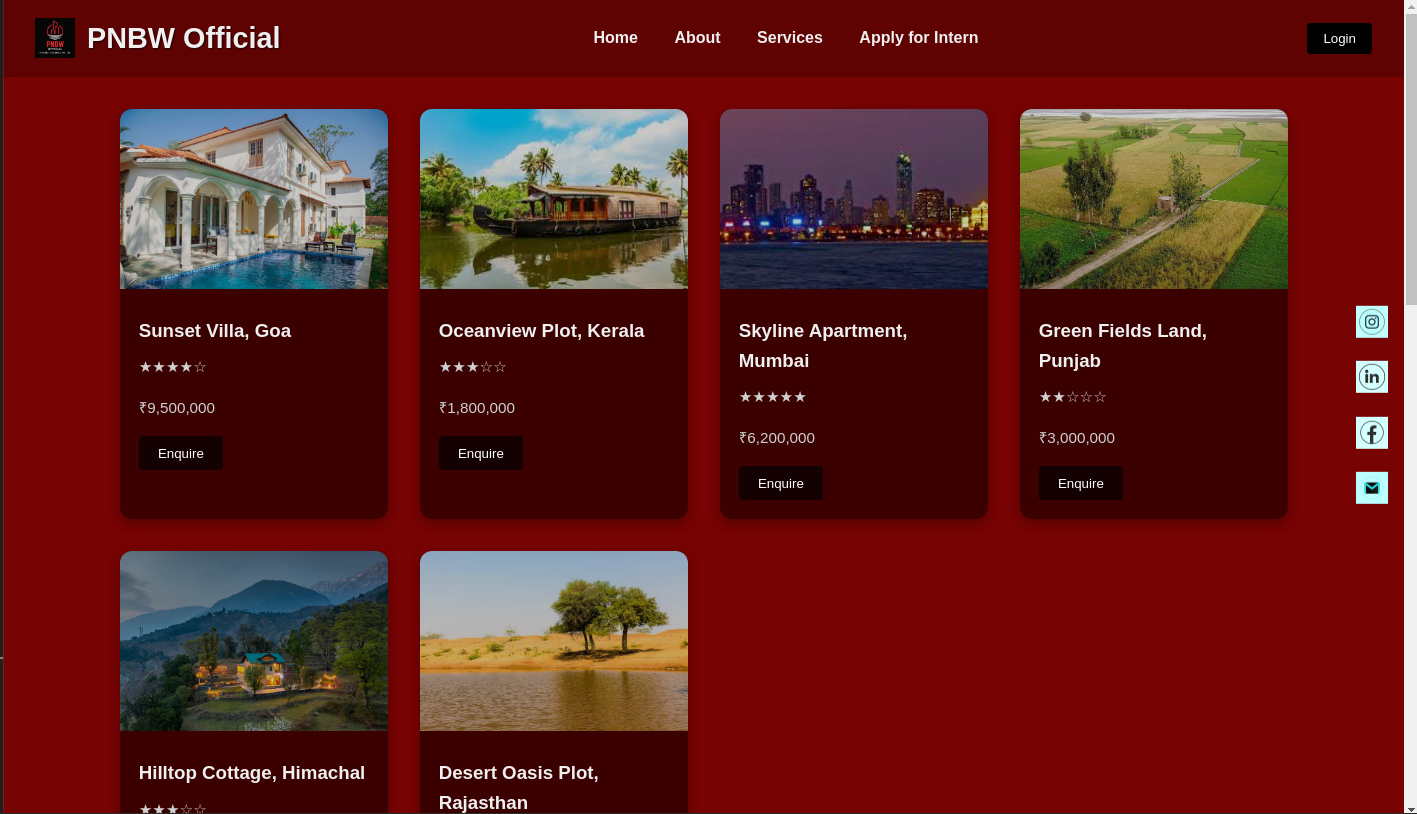 PNBW Official
Home
About
Services
Apply for Intern
Login
PNBW
Sunset Villa, Goa
★★★★☆
₹9,500,000
Enquire
Oceanview Plot, Kerala
★★★☆☆
₹1,800,000
Enquire
Skyline Apartment,
Mumbai
★★★★★
₹6,200,000
Enquire
Green Fields Land,
Punjab
★★☆☆☆
₹3,000,000
Enquire
Hilltop Cottage, Himachal
★★★☆☆
Desert Oasis Plot,
Rajasthan